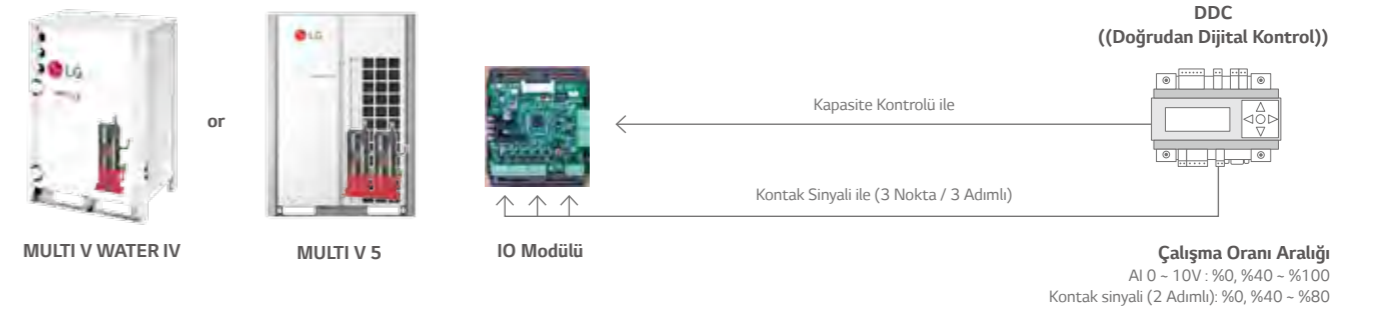 DDC
((Doğrudan Dijital Kontrol))
LG
LG
or
Kapasite Kontrolü ile
Kontak Sinyali ile (3 Nokta / 3 Adımlı)
MULTI V WATER IV
MULTI V 5
IO Modülü
Çalışma Oranı Aralığı
AI 0 ~ 10V : %0, %40 ~ %100
Kontak sinyali (2 Adımlı): %0, %40 ~ %80